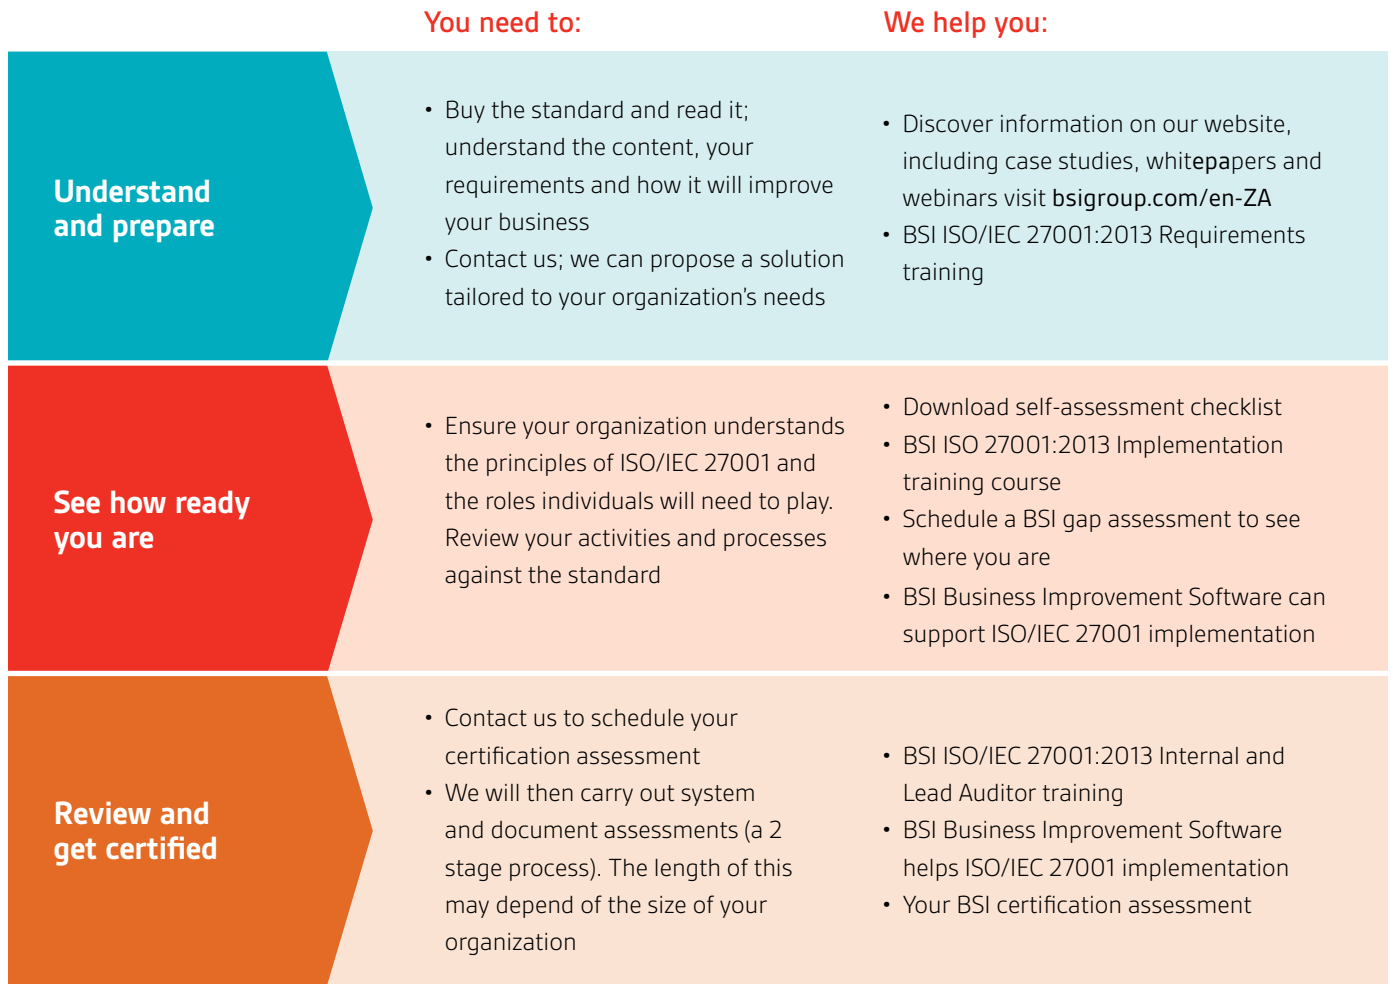 You need to:
We help you:
Understand
and prepare
• Buy the standard and read it;
understand the content, your
requirements and how it will improve
your business
• Contact us; we can propose a solution
tailored to your organization's needs
• Discover information on our website,
including case studies, whitepapers and
webinars visit bsigroup.com/en-ZA
• BSI ISO/IEC 27001:2013 Requirements
training
See how ready
you are
• Ensure your organization understands
the principles of ISO/IEC 27001 and
the roles individuals will need to play.
Review your activities and processes
against the standard
• Download self-assessment checklist
• BSI ISO 27001:2013 Implementation
training course
• Schedule a BSI gap assessment to see
where you are
• BSI Business Improvement Software can
support ISO/IEC 27001 implementation
Review and
get certified
• Contact us to schedule your
certification assessment
• We will then carry out system
and document assessments (a 2
stage process). The length of this
may depend of the size of your
organization
• BSI ISO/IEC 27001:2013 Internal and
Lead Auditor training
• BSI Business Improvement Software
helps ISO/IEC 27001 implementation
• Your BSI certification assessment